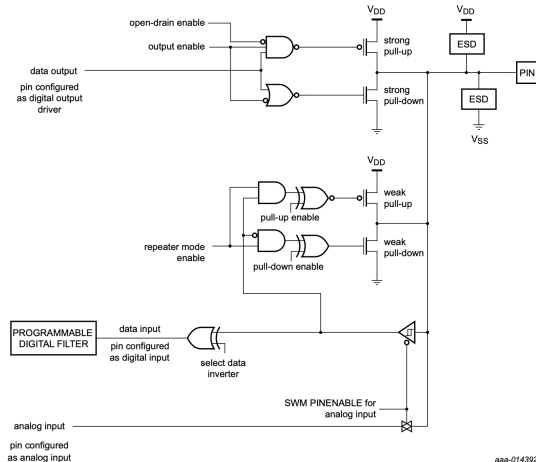 open-drain enable
output enable
data output
pin configured
as digital output
driver
VDD
strong
pull-up
strong
pull-down
VDD
ESD
PIN
ESD
VSS
VDD
weak
pull-up
pull-up enable
repeater mode
enable
weak
pull-down
pull-down enable
PROGRAMMABLE
DIGITAL FILTER
data input
pin configured
as digital input
select data
inverter
SWM PINENABLE for
analog input
analog input
pin configured
as analog input
aaa-014392